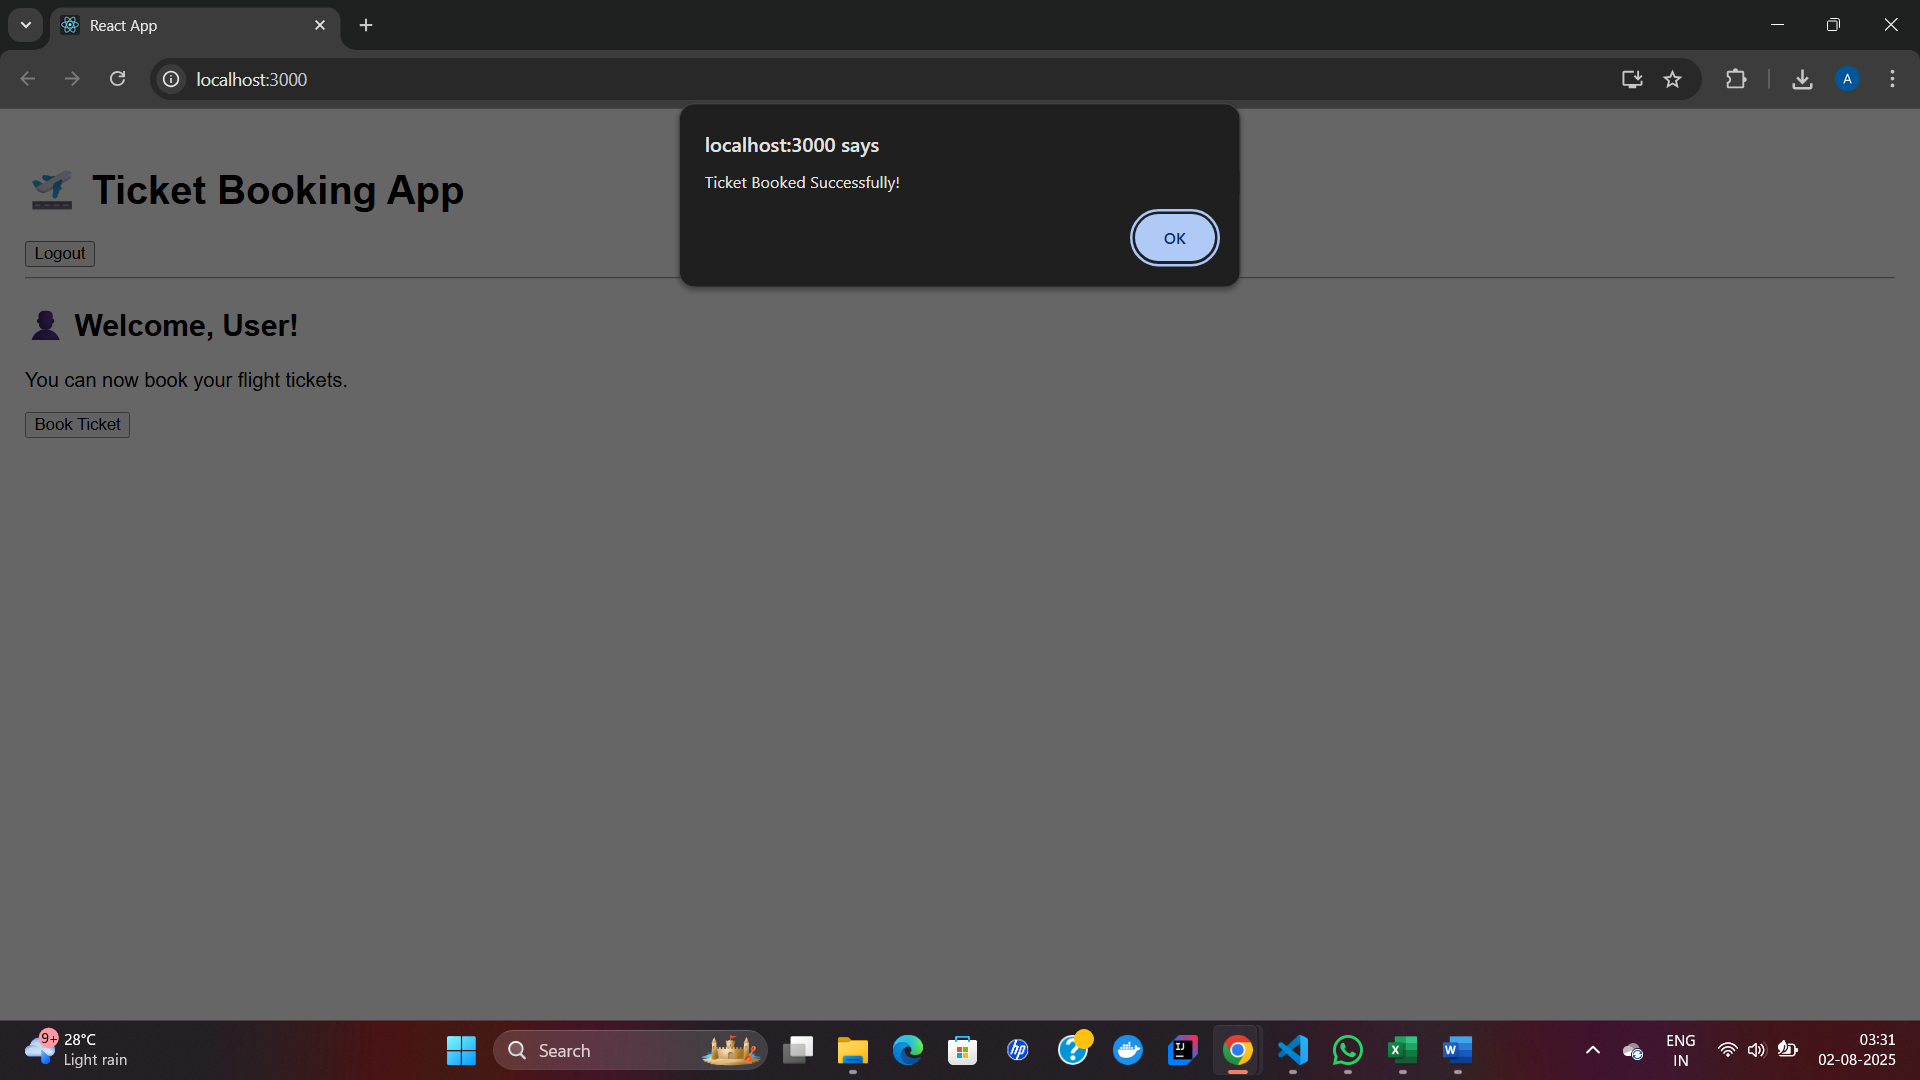 React App
localhost:3000
A
localhost:3000 says
Ticket Booked Successfully!
OK
Ticket Booking App
Logout
Welcome, User!
You can now book your flight tickets.
Book Ticket
9+
28°C
Light rain
Search
hp
?
IJ
X
W
ENG
IN
03:31
02-08-2025